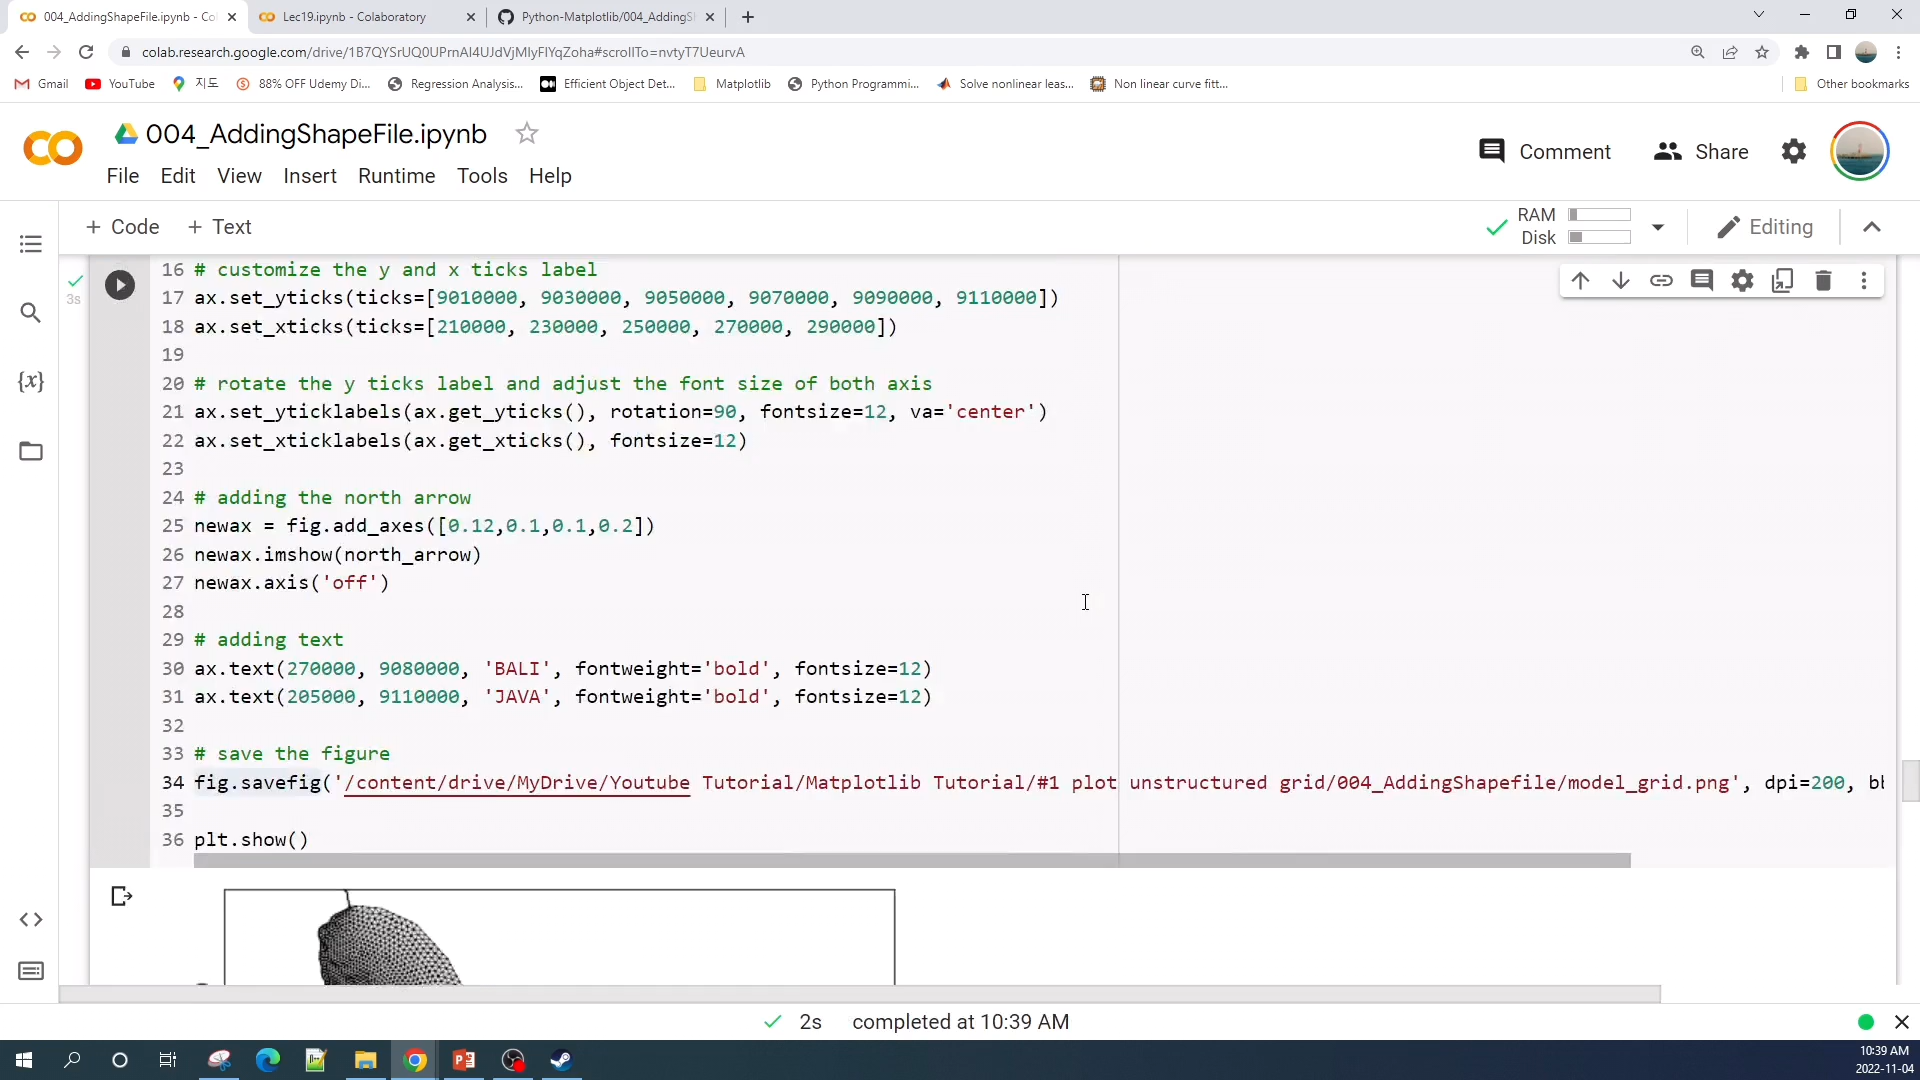 004_AddingShapeFile.ipynb - Co
Lec19.ipynb - Colaboratory
Python-Matplotlib/004_AddingS
colab.research.google.com/drive/1B7QYSrUQ0UPrnAI4UJdVjMIyFlYqZoha#scrollTo=nvtyT7UeurvA
Gmail
YouTube
지도
88% OFF Udemy Di...
Regression Analysis...
Efficient Object Det...
Matplotlib
Python Programmi...
Solve nonlinear leas...
Non linear curve fitt...
Other bookmarks
004_AddingShapeFile.ipynb
Comment
Share
File Edit View Insert Runtime Tools Help
+ Code + Text
RAM
Disk
Editing
3s
16 # customize the y and x ticks label
17 ax.set_yticks(ticks=[9010000, 9030000, 9050000, 9070000, 9090000, 9110000])
18 ax.set_xticks(ticks=[210000, 230000, 250000, 270000, 290000])
19
20 # rotate the y ticks label and adjust the font size of both axis
21 ax.set_yticklabels(ax.get_yticks(), rotation=90, fontsize=12, va='center')
22 ax.set_xticklabels(ax.get_xticks(), fontsize=12)
23
24 # adding the north arrow
25 newax = fig.add_axes([0.12,0.1,0.1,0.2])
26 newax.imshow(north_arrow)
27 newax.axis('off')
28
29 # adding text
30 ax.text(270000, 9080000, 'BALI', fontweight='bold', fontsize=12)
31 ax.text(205000, 9110000, 'JAVA', fontweight='bold', fontsize=12)
32
33 # save the figure
34 fig.savefig('/content/drive/MyDrive/Youtube Tutorial/Matplotlib Tutorial/#1 plot unstructured grid/004_AddingShapefile/model_grid.png', dpi=200, bb
35
36 plt.show()
2s completed at 10:39 AM
10:39 AM
2022-11-04